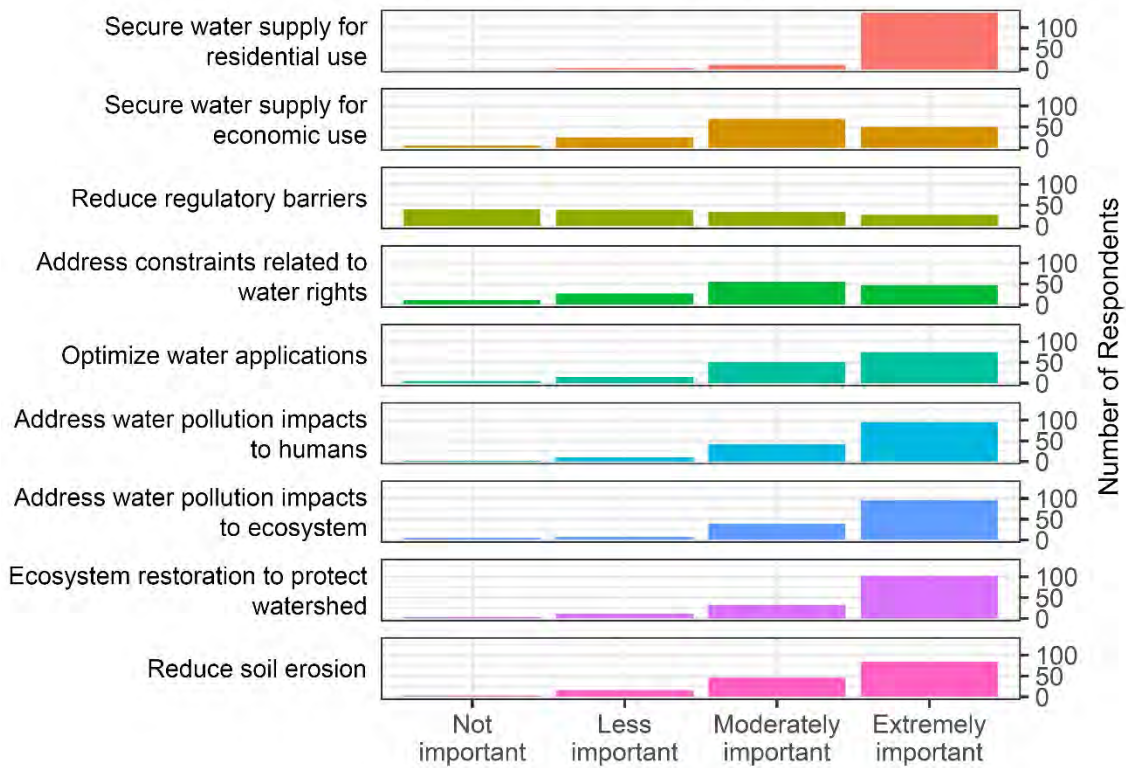 Secure water supply for
residential use
100
50
0
Secure water supply for
economic use
100
50
0
Reduce regulatory barriers
100
50
0
Address constraints related to
water rights
100
50
0
Optimize water applications
100
50
0
Address water pollution impacts
to humans
100
50
0
Address water pollution impacts
to ecosystem
100
50
0
Ecosystem restoration to protect
watershed
100
50
0
Reduce soil erosion
100
50
0
Number of Respondents
Not
important
Less
important
Moderately
important
Extremely
important